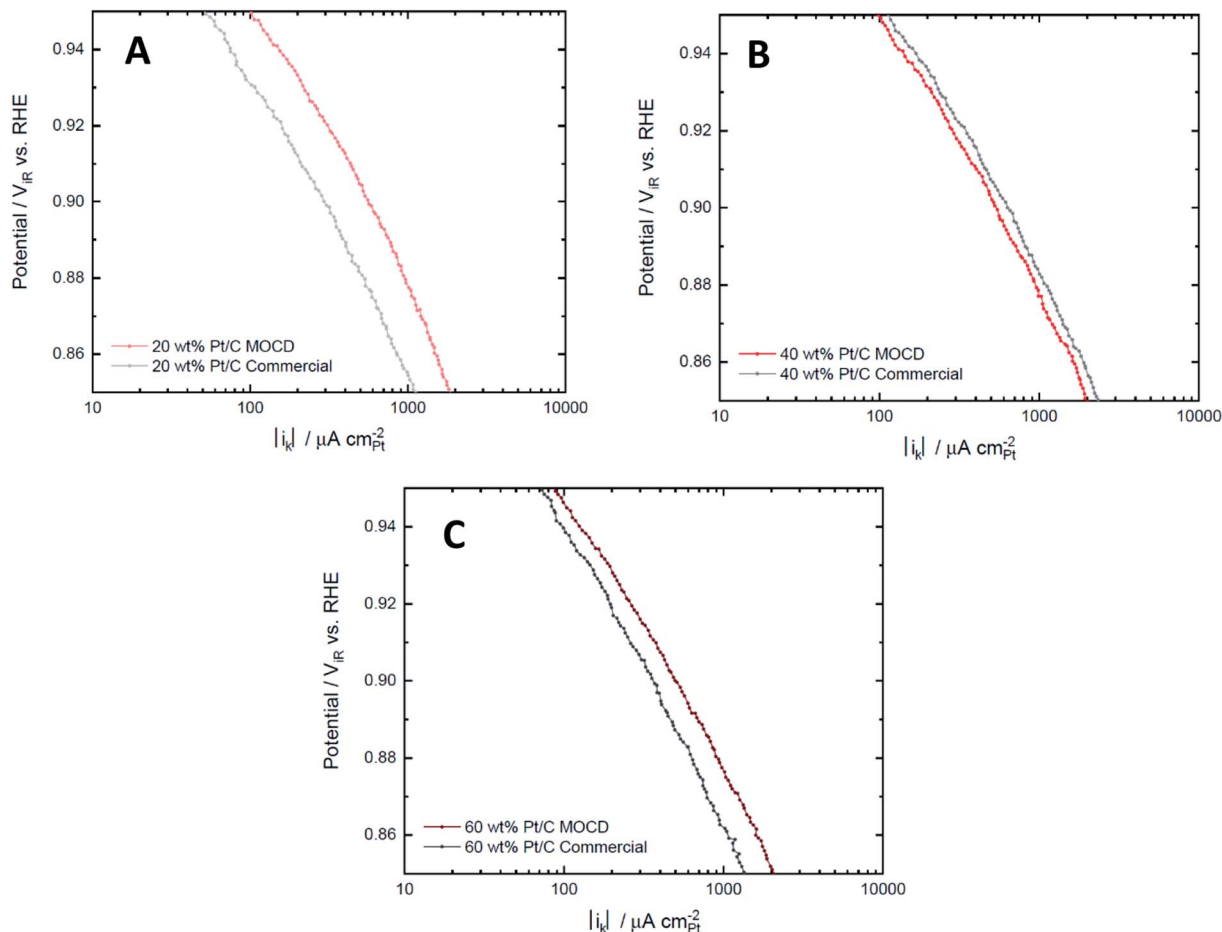 A
0.94
0.92
0.90
0.88
0.86
Potential / V_iR vs. RHE
20 wt% Pt/C MOCD
20 wt% Pt/C Commercial
10
100
1000
10000
|i_k| / μA cm_Pt^-2
B
0.94
0.92
0.90
0.88
0.86
Potential / V_iR vs. RHE
40 wt% Pt/C MOCD
40 wt% Pt/C Commercial
10
100
1000
10000
|i_k| / μA cm_Pt^-2
C
0.94
0.92
0.90
0.88
0.86
Potential / V_iR vs. RHE
60 wt% Pt/C MOCD
60 wt% Pt/C Commercial
10
100
1000
10000
|i_k| / μA cm_Pt^-2